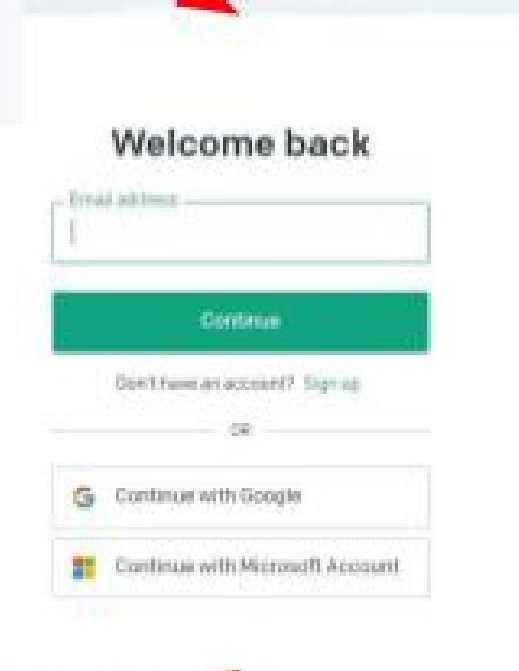 Welcome back
Email address
Continue
Don't have an account? Sign up
OR
Continue with Google
Continue with Microsoft Account